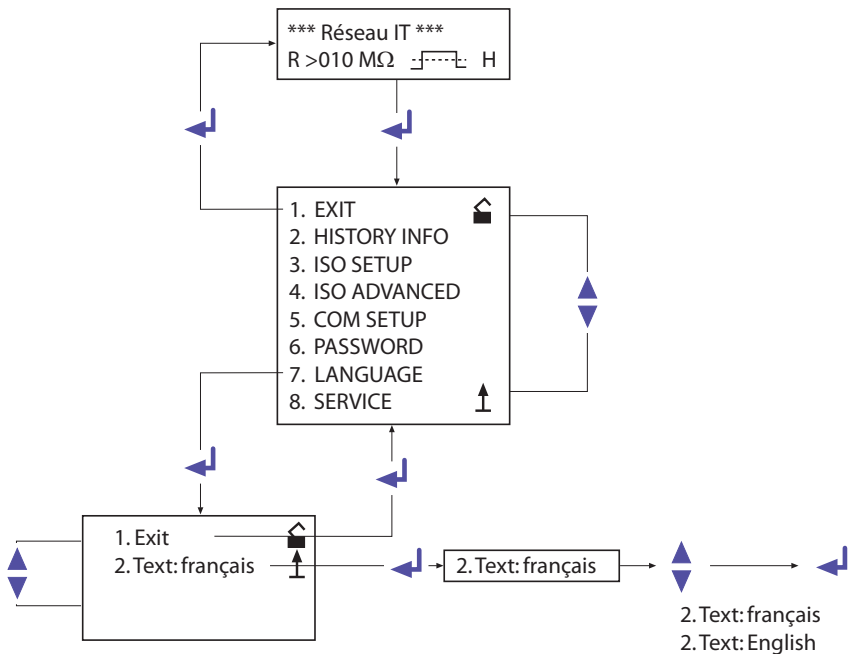 *** Réseau IT ***
R >010 MΩ H
1. EXIT
2. HISTORY INFO
3. ISO SETUP
4. ISO ADVANCED
5. COM SETUP
6. PASSWORD
7. LANGUAGE
8. SERVICE
1. Exit
2. Text: français
2. Text: français
2. Text: français
2. Text: English